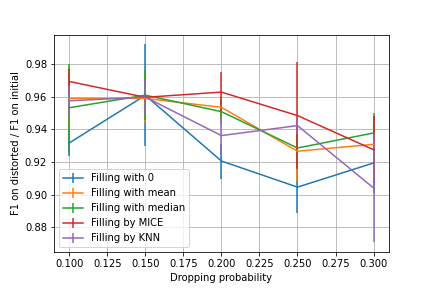 F1 on distorted / F1 on initial
0.98
0.96
0.94
0.92
0.90
0.88
Filling with 0
Filling with mean
Filling with median
Filling by MICE
Filling by KNN
0.100 0.125 0.150 0.175 0.200 0.225 0.250 0.275 0.300
Dropping probability